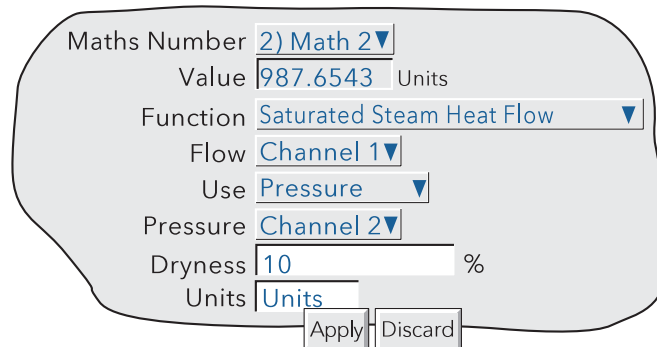 Maths Number 2) Math 2▼
Value 987.6543 Units
Function Saturated Steam Heat Flow ▼
Flow Channel 1▼
Use Pressure ▼
Pressure Channel 2▼
Dryness 10 %
Units Units
Apply Discard